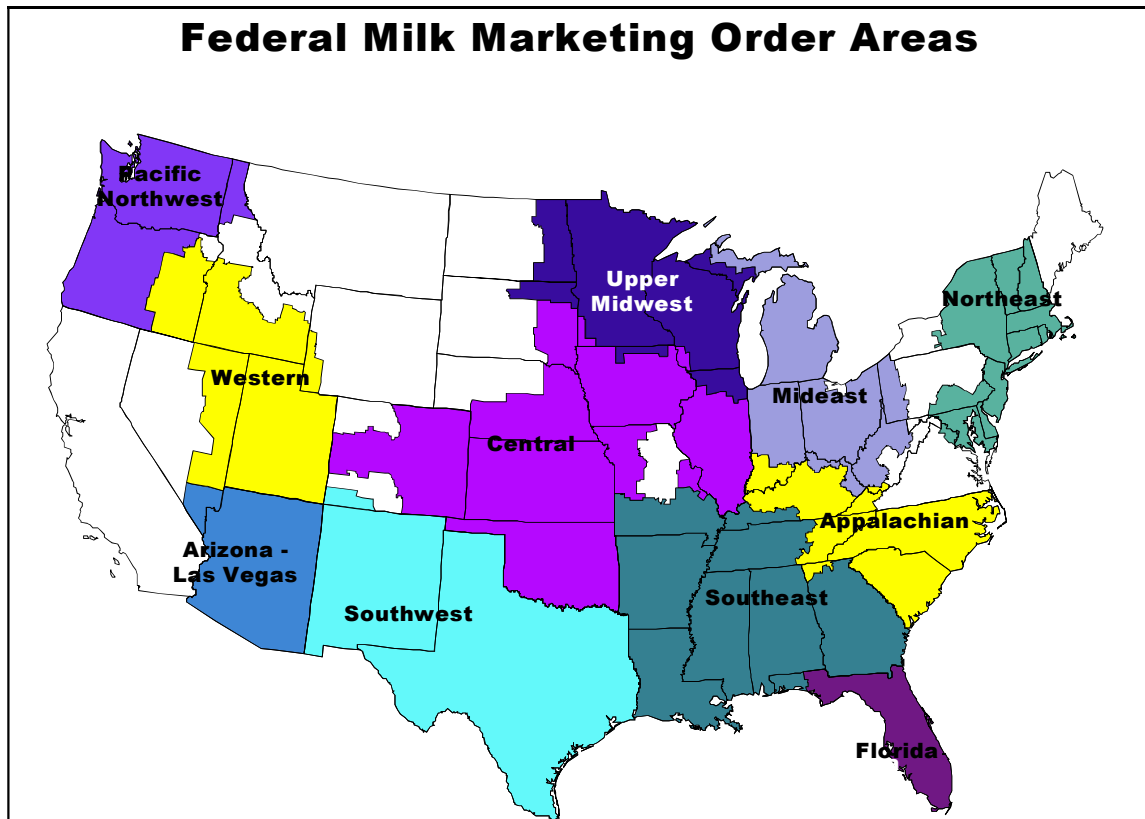 Federal Milk Marketing Order Areas
Pacific
Northwest
Upper
Midwest
Northeast
Western
Mideast
Central
Appalachian
Arizona -
Las Vegas
Southwest
Southeast
Florida